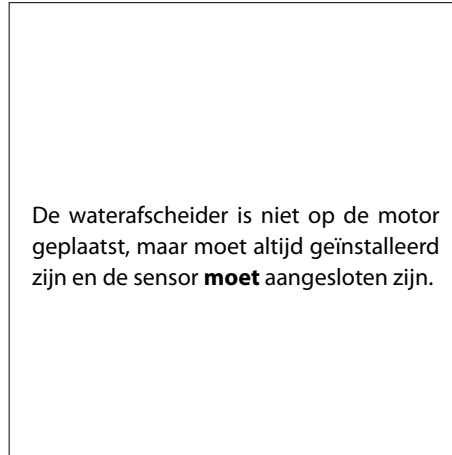 De waterafscheider is niet op de motor
geplaatst, maar moet altijd geïnstalleerd
zijn en de sensor moet aangesloten zijn.